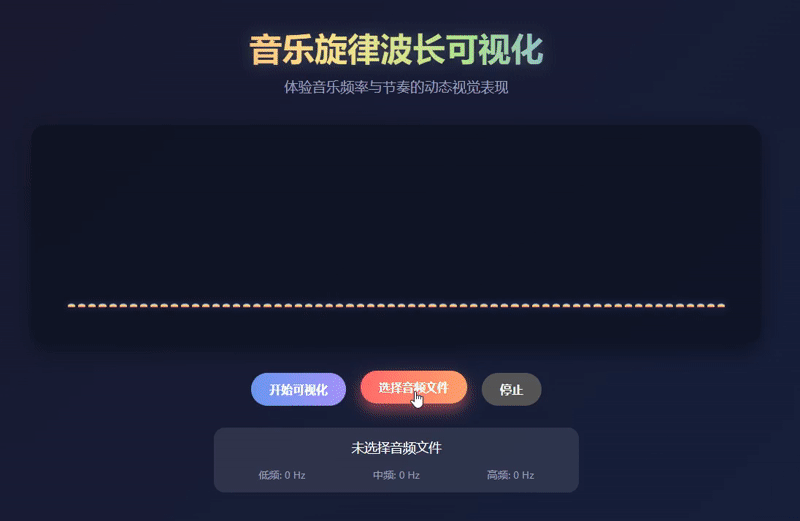 音乐旋律波长可视化
体验音乐频率与节奏的动态视觉表现
开始可视化 选择音频文件 停止
未选择音频文件
低频: 0 Hz 中频: 0 Hz 高频: 0 Hz